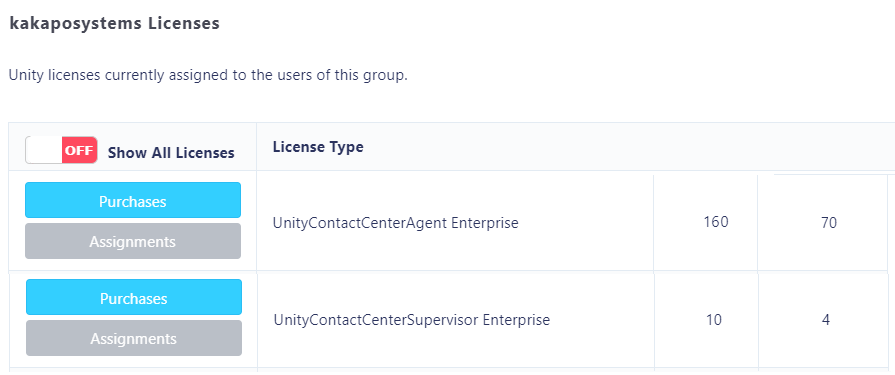 kakaposystems Licenses
Unity licenses currently assigned to the users of this group.
OFF Show All Licenses License Type
Purchases
Assignments
UnityContactCenterAgent Enterprise 160 70
Purchases
Assignments
UnityContactCenterSupervisor Enterprise 10 4